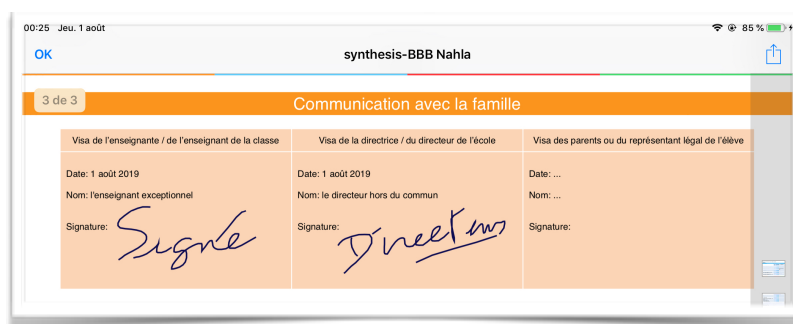 00:25 Jeu. 1 août 85 %
OK
synthesis-BBB Nahla
3 de 3
Communication avec la famille
Visa de l'enseignante / de l'enseignant de la classe
Date: 1 août 2019
Nom: l'enseignant exceptionnel
Signature: Signée
Visa de la directrice / du directeur de l'école
Date: 1 août 2019
Nom: le directeur hors du commun
Signature:
Visa des parents ou du représentant légal de l'élève
Date: ...
Nom: ...
Signature: